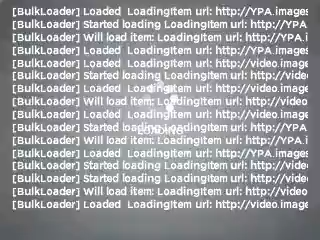 [BulkLoader] Loaded LoadingItem url: http://YPA.images
[BulkLoader] Started loading LoadingItem url: http://YPA
[BulkLoader] Will load item: LoadingItem url: http://YPA.i
[BulkLoader] Loaded LoadingItem url: http://YPA.images
[BulkLoader] Loaded LoadingItem url: http://video.image
[BulkLoader] Started loading LoadingItem url: http://vide
[BulkLoader] Loaded LoadingItem url: http://video.image
[BulkLoader] Will load item: LoadingItem url: http://video
[BulkLoader] Loaded LoadingItem url: http://video.image
[BulkLoader] Started loading LoadingItem url: http://YPA
LOADING
[BulkLoader] Will load item: LoadingItem url: http://YPA.i
[BulkLoader] Loaded LoadingItem url: http://YPA.images
[BulkLoader] Started loading LoadingItem url: http://vide
[BulkLoader] Started loading LoadingItem url: http://vide
[BulkLoader] Will load item: LoadingItem url: http://video
[BulkLoader] Loaded LoadingItem url: http://video.image